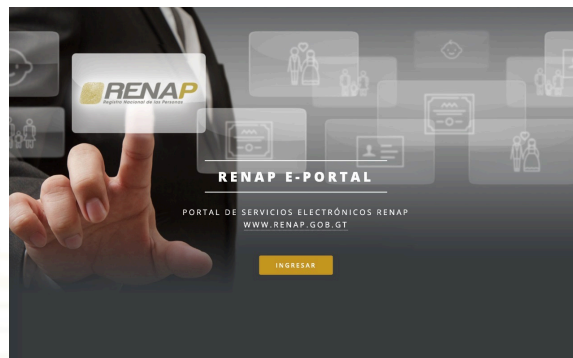 RENAP
Registro Nacional de las Personas
RENAP E-PORTAL
PORTAL DE SERVICIOS ELECTRÓNICOS RENAP
WWW.RENAP.GOB.GT
INGRESAR